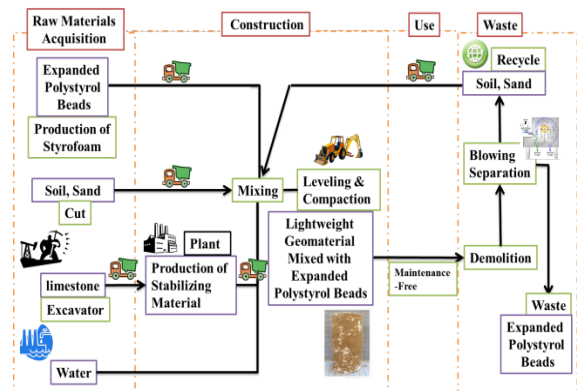 Raw Materials
Acquisition
Construction
Use
Waste
Expanded
Polystyrol
Beads
Production of
Styrofoam
Recycle
Soil, Sand
Soil, Sand
Cut
Mixing
Leveling &
Compaction
Blowing
Separation
Plant
Production of
Stabilizing
Material
Lightweight
Geomaterial
Mixed with
Expanded
Polystyrol Beads
Maintenance
-Free
Demolition
limestone
Excavator
Water
Waste
Expanded
Polystyrol
Beads